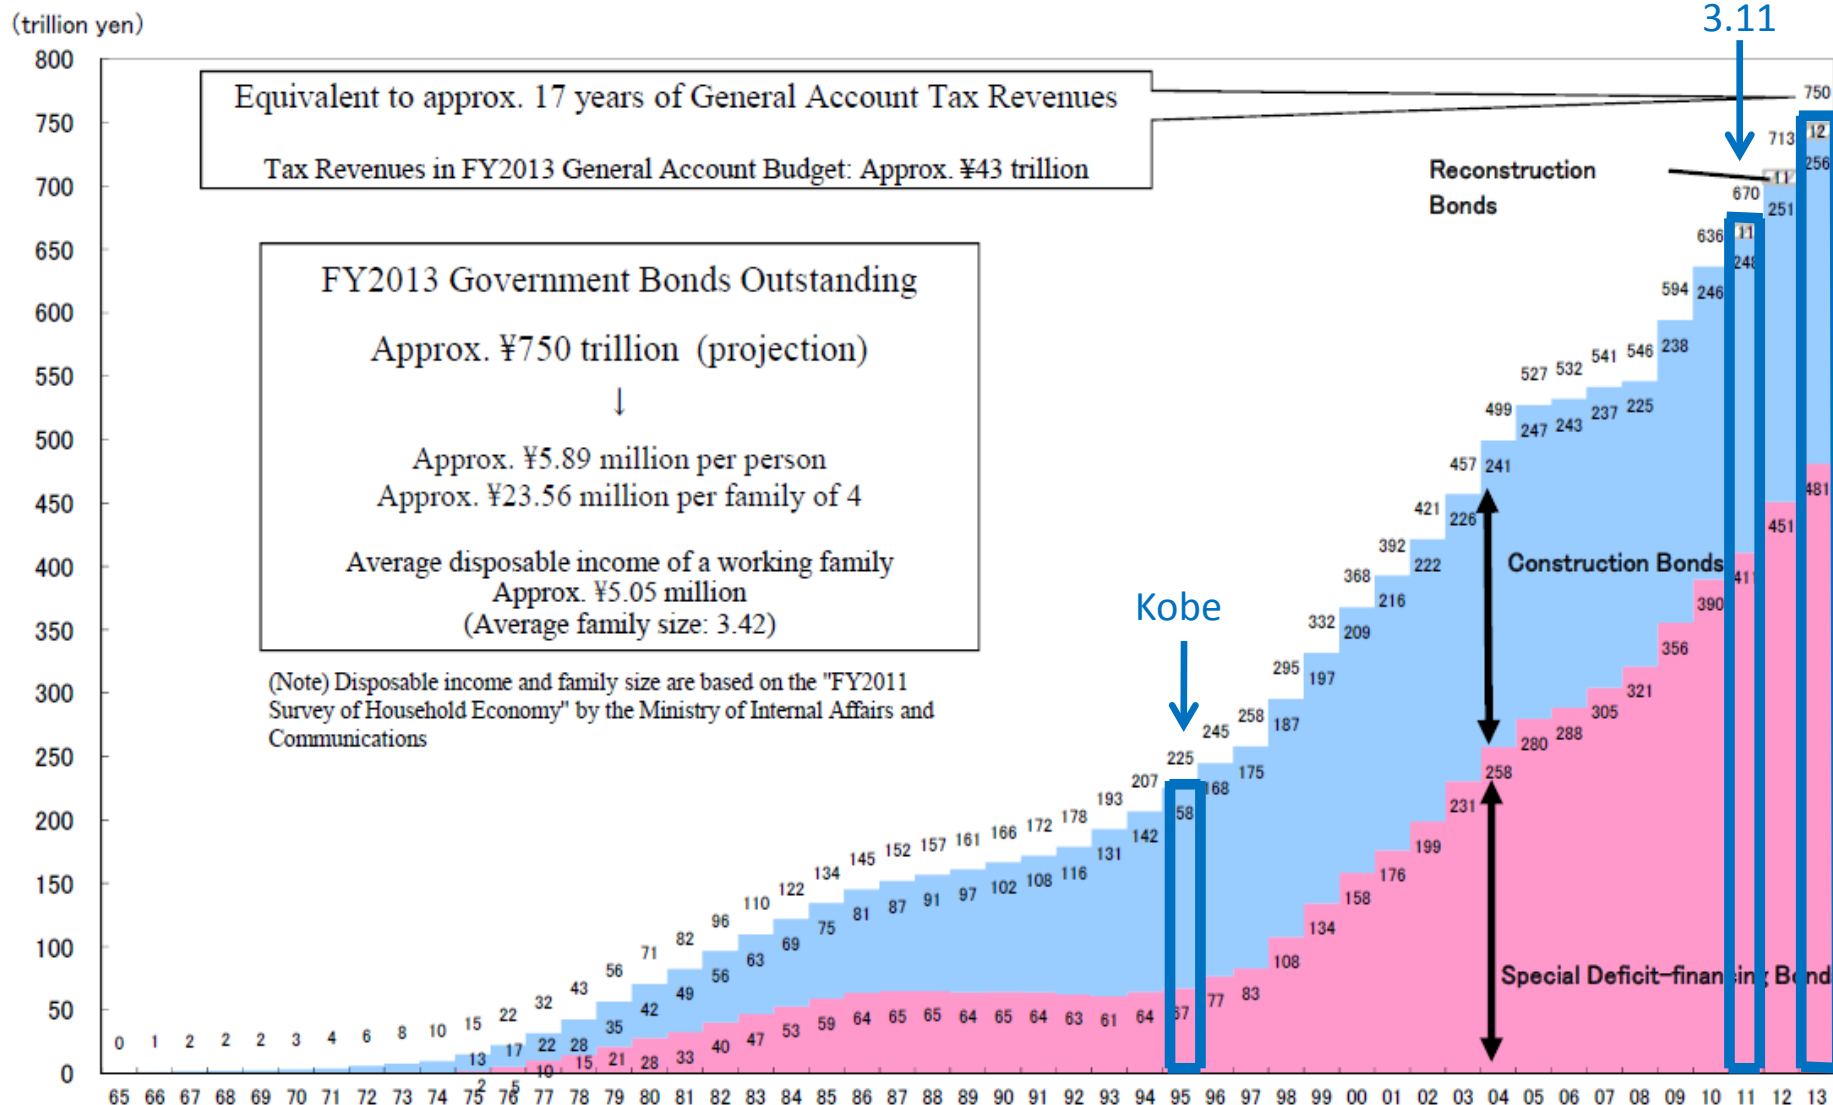 (trillion yen)
3.11
800
750
700
650
600
550
500
450
400
350
300
250
200
150
100
50
0
Equivalent to approx. 17 years of General Account Tax Revenues
Tax Revenues in FY2013 General Account Budget: Approx. ¥43 trillion
FY2013 Government Bonds Outstanding
Approx. ¥750 trillion (projection)
↓
Approx. ¥5.89 million per person
Approx. ¥23.56 million per family of 4
Average disposable income of a working family
Approx. ¥5.05 million
(Average family size: 3.42)
(Note) Disposable income and family size are based on the "FY2011
Survey of Household Economy" by the Ministry of Internal Affairs and
Communications
Reconstruction
Bonds
Kobe
Construction Bonds
Special Deficit-financing Bond
0 1 2 2 2 3 4 6 8 10 15 22 32 43 56 71 82 96 110 122 134 145 152 157 161 166 172 178 193 207 225 245 258 295 332 368 392 421 457 499 527 532 541 546 594 636 670 713 750
11 11 12
13 17 22 28 35 42 49 56 63 69 75 81 87 91 97 102 108 116 131 142 58 168 175 187 197 209 216 222 226 241 247 243 237 225 238 246 248 251 256
2 5 10 15 21 28 33 40 47 53 59 64 65 65 64 65 64 63 61 64 67 77 83 108 134 158 176 199 231 258 280 288 305 321 356 390 411 451 481
65 66 67 68 69 70 71 72 73 74 75 76 77 78 79 80 81 82 83 84 85 86 87 88 89 90 91 92 93 94 95 96 97 98 99 00 01 02 03 04 05 06 07 08 09 10 11 12 13